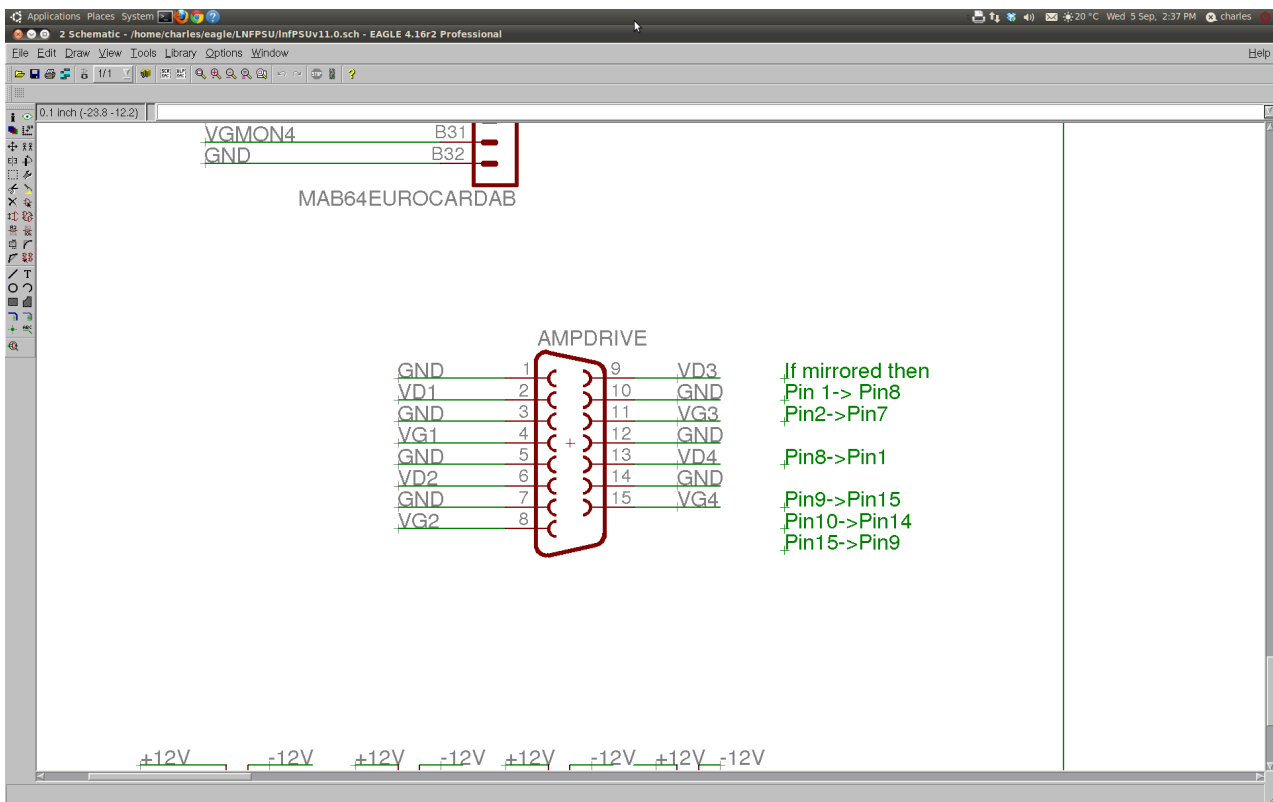 Applications Places System
20 °C Wed 5 Sep, 2:37 PM charles
2 Schematic - /home/charles/eagle/LNFPSU/lnfPSUv11.0.sch - EAGLE 4.16r2 Professional
File Edit Draw View Tools Library Options Window Help
1/1
0.1 inch (-23.8 -12.2)
VGMON4 B31
GND B32
MAB64EUROCARDAB
AMPDRIVE
GND 1 9 VD3
VD1 2 10 GND
GND 3 11 VG3
VG1 4 12 GND
GND 5 13 VD4
VD2 6 14 GND
GND 7 15 VG4
VG2 8
If mirrored then
Pin 1-> Pin8
Pin2->Pin7
Pin8->Pin1
Pin9->Pin15
Pin10->Pin14
Pin15->Pin9
+12V -12V +12V -12V +12V -12V +12V -12V